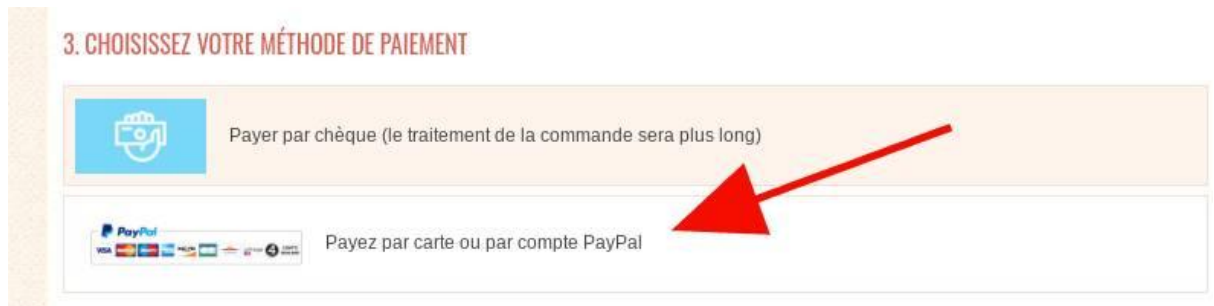 3. CHOISISSEZ VOTRE MÉTHODE DE PAIEMENT
Payer par chèque (le traitement de la commande sera plus long)
PayPal
VISA
Payez par carte ou par compte PayPal